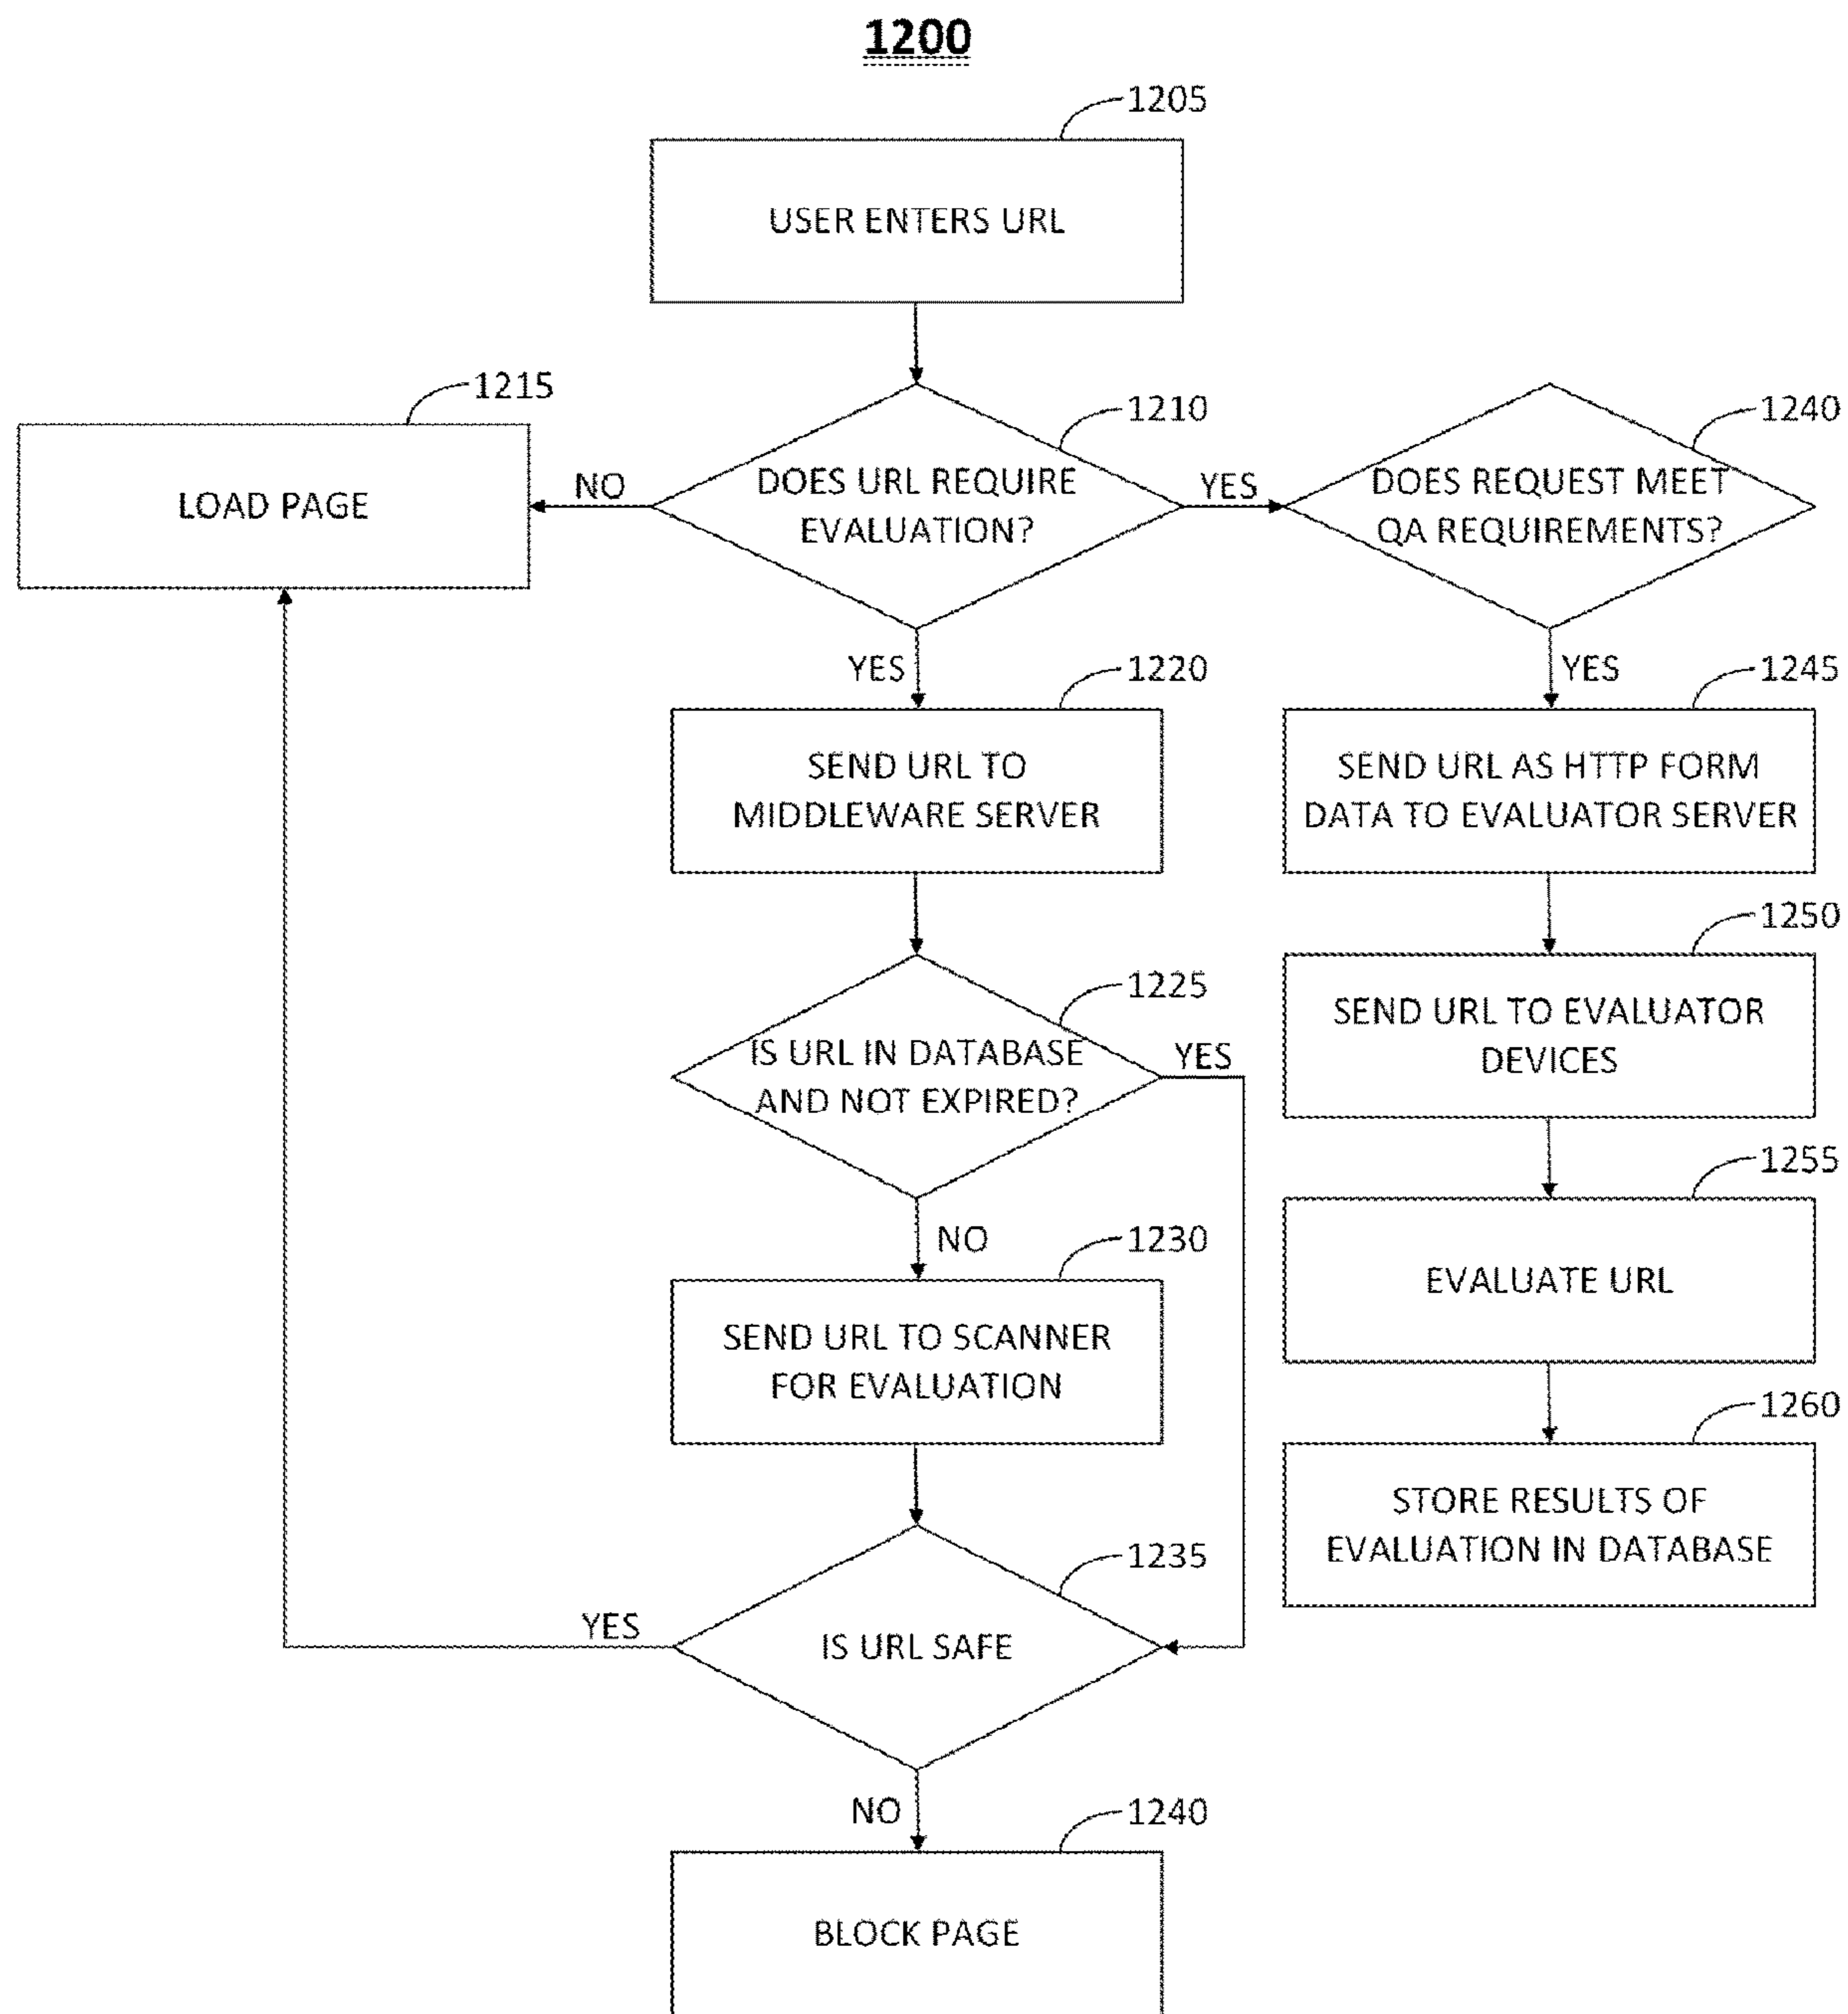 1200
1205
USER ENTERS URL
1215
LOAD PAGE
NO
1210
DOES URL REQUIRE
EVALUATION?
YES
1240
DOES REQUEST MEET
QA REQUIREMENTS?
YES
1220
SEND URL TO
MIDDLEWARE SERVER
YES
1245
SEND URL AS HTTP FORM
DATA TO EVALUATOR SERVER
1225
IS URL IN DATABASE
AND NOT EXPIRED?
YES
1250
SEND URL TO EVALUATOR
DEVICES
NO
1230
SEND URL TO SCANNER
FOR EVALUATION
1255
EVALUATE URL
1260
STORE RESULTS OF
EVALUATION IN DATABASE
1235
YES
IS URL SAFE
NO
1240
BLOCK PAGE